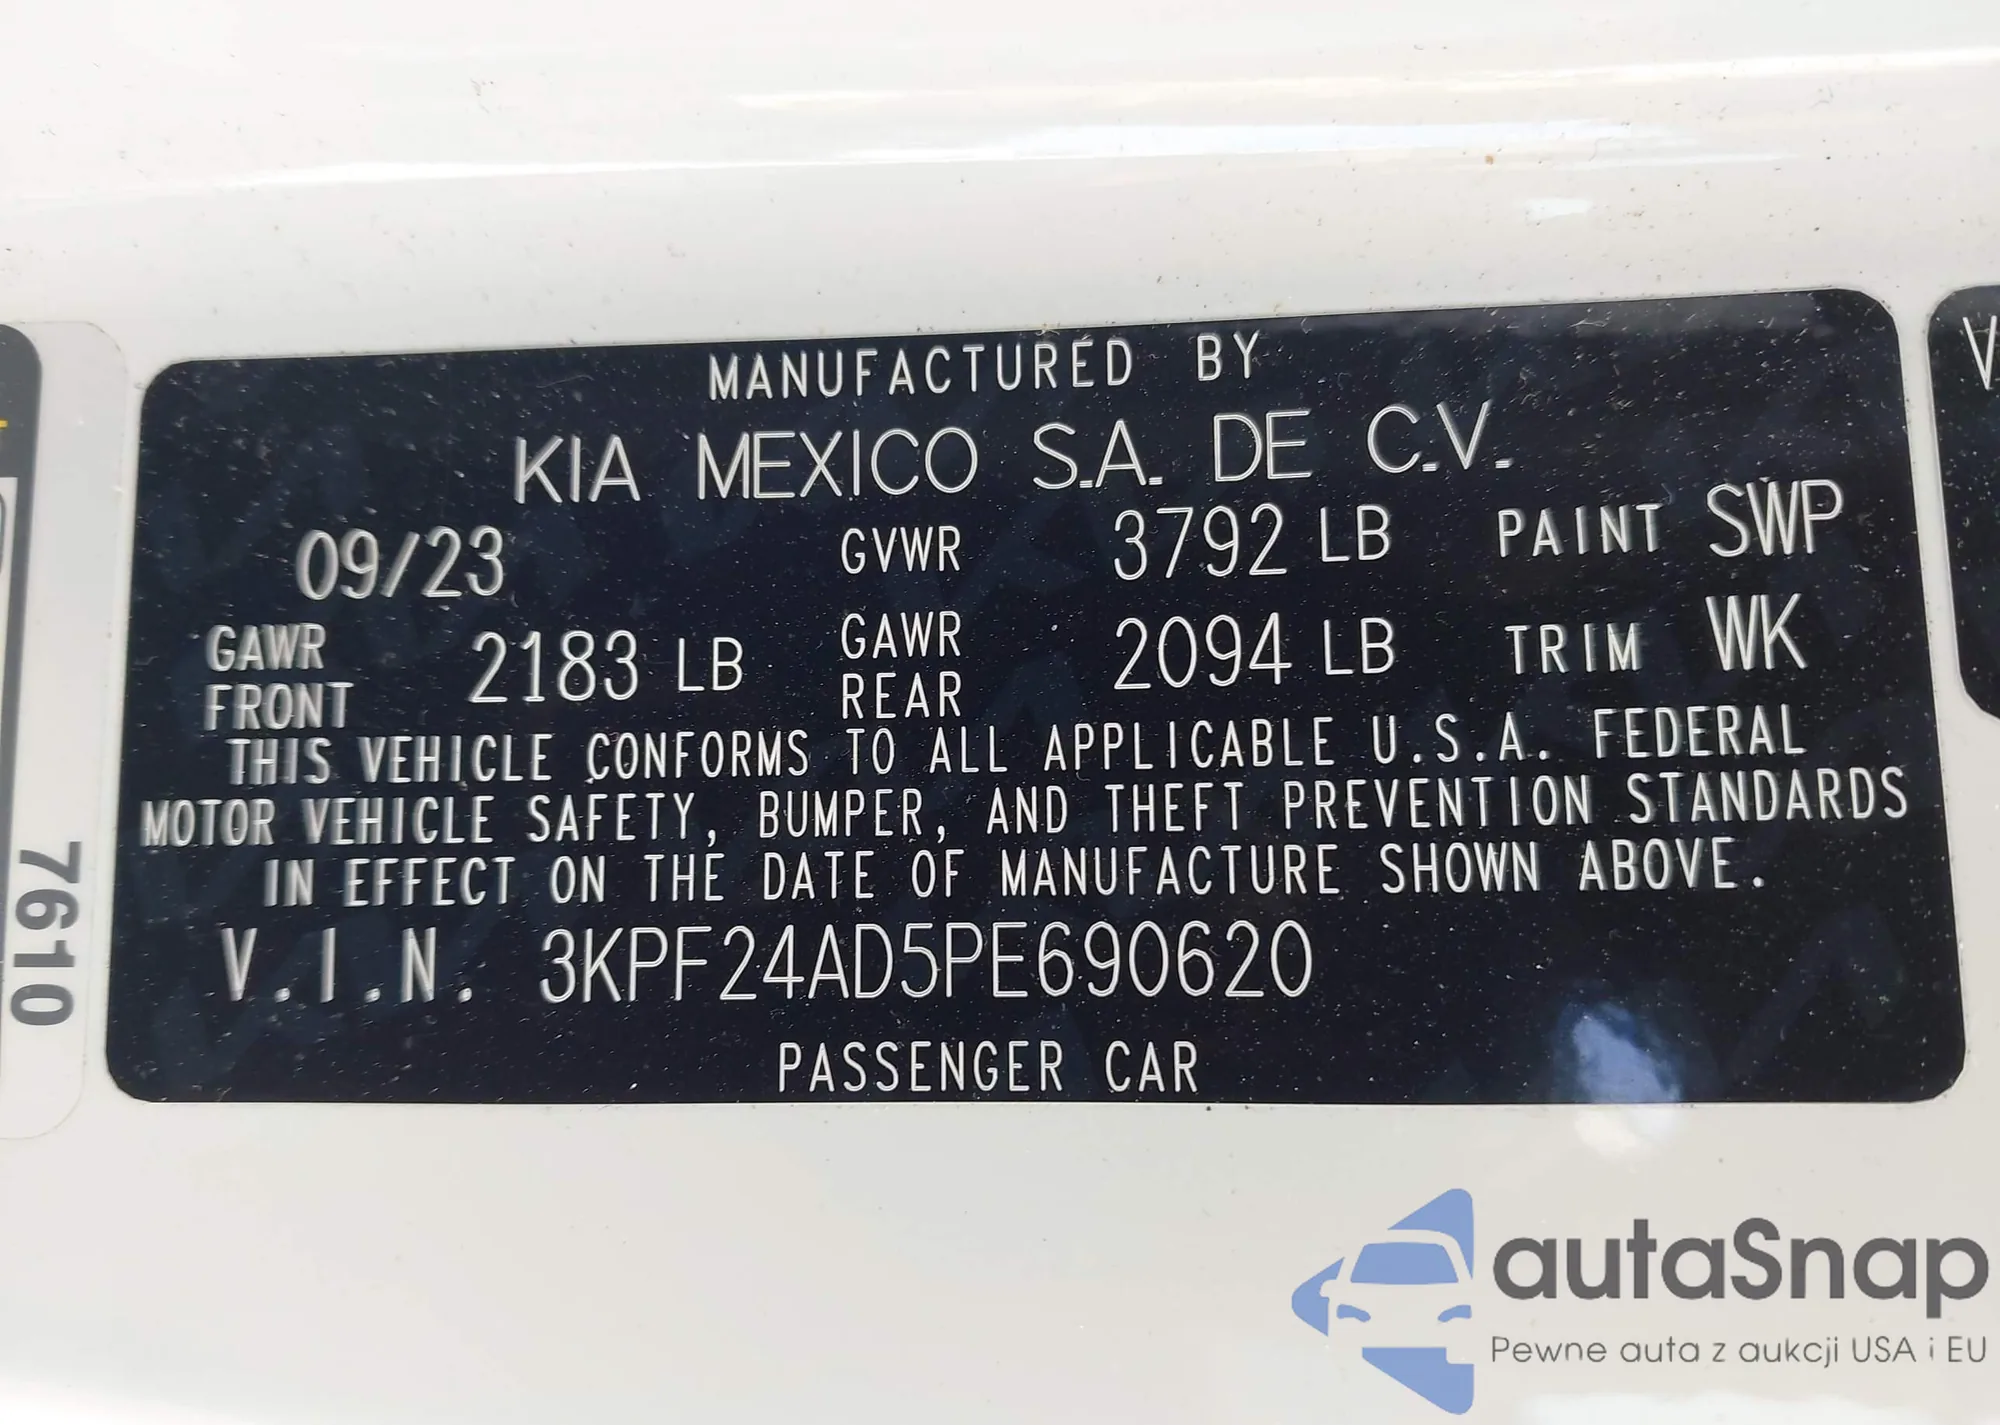 MANUFACTURED BY
KIA MEXICO S.A. DE C.V.
09/23 GVWR 3792 LB PAINT SWP
GAWR FRONT 2183 LB GAWR REAR 2094 LB TRIM WK
THIS VEHICLE CONFORMS TO ALL APPLICABLE U.S.A. FEDERAL
MOTOR VEHICLE SAFETY, BUMPER, AND THEFT PREVENTION STANDARDS
IN EFFECT ON THE DATE OF MANUFACTURE SHOWN ABOVE.
V.I.N. 3KPF24AD5PE690620
PASSENGER CAR
7610
V
autaSnap
Pewne auta z aukcji USA i EU